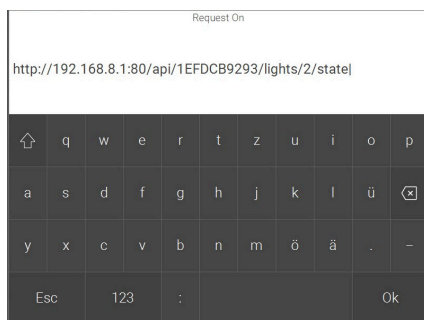 Request On
http://192.168.8.1:80/api/1EFDCB9293/lights/2/state
q w e r t z u i o p
a s d f g h j k l ü
y x c v b n m ö ä . -
Esc 123 : Ok